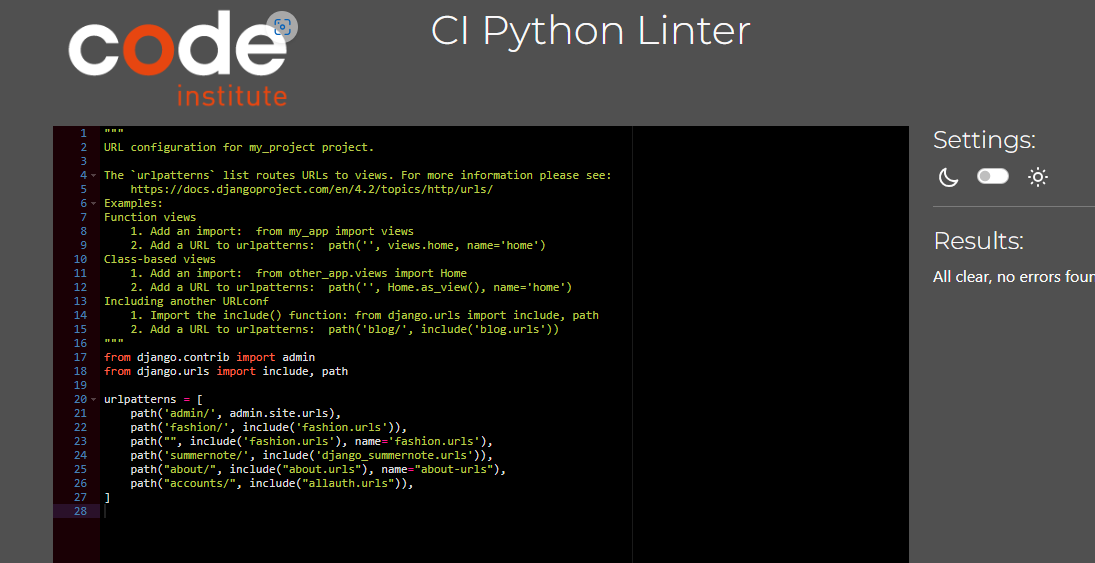 code
institute
CI Python Linter
1 """
2 URL configuration for my_project project.
3
4 The `urlpatterns` list routes URLs to views. For more information please see:
5     https://docs.djangoproject.com/en/4.2/topics/http/urls/
6 Examples:
7 Function views
8     1. Add an import:  from my_app import views
9     2. Add a URL to urlpatterns:  path('', views.home, name='home')
10 Class-based views
11     1. Add an import:  from other_app.views import Home
12     2. Add a URL to urlpatterns:  path('', Home.as_view(), name='home')
13 Including another URLconf
14     1. Import the include() function: from django.urls import include, path
15     2. Add a URL to urlpatterns:  path('blog/', include('blog.urls'))
16 """
17 from django.contrib import admin
18 from django.urls import include, path
19
20 urlpatterns = [
21     path('admin/', admin.site.urls),
22     path('fashion/', include('fashion.urls')),
23     path("", include('fashion.urls'), name='fashion.urls'),
24     path('summernote/', include('django_summernote.urls')),
25     path("about/", include("about.urls"), name="about-urls"),
26     path("accounts/", include("allauth.urls")),
27 ]
28
Settings:
Results:
All clear, no errors foun